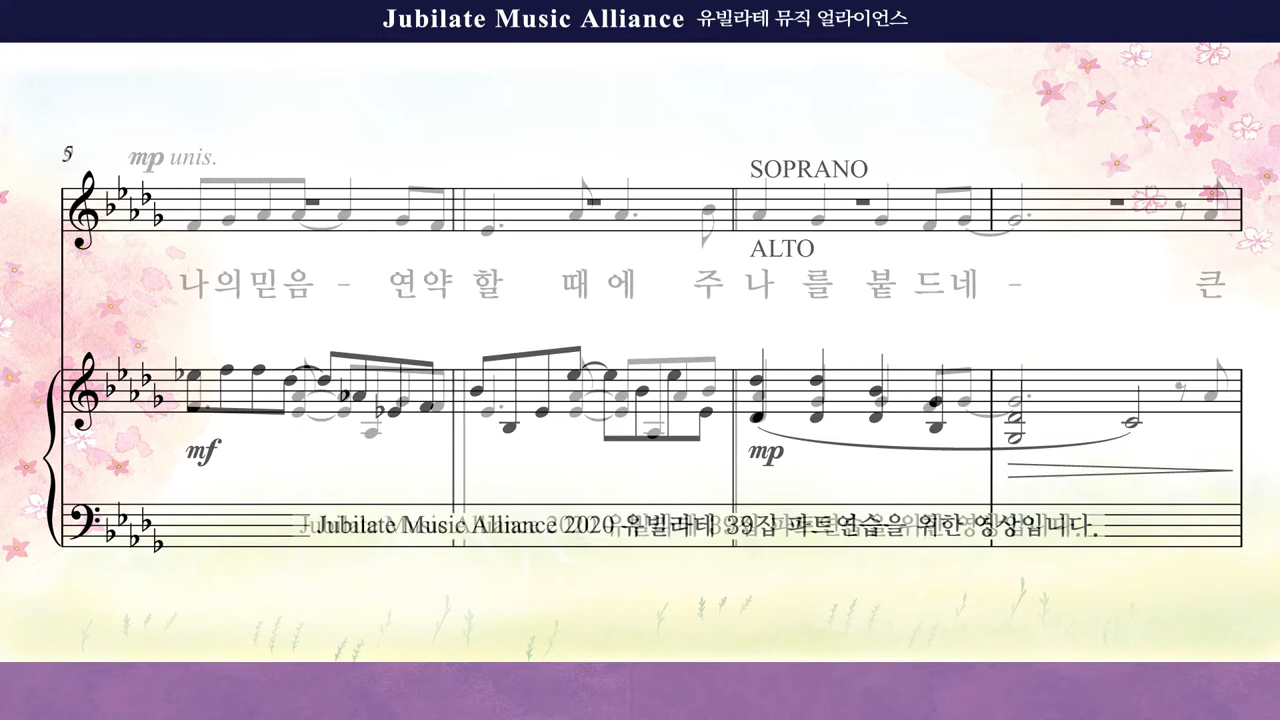 Jubilate Music Alliance 유빌라테 뮤직 얼라이언스
mp unis.
SOPRANO
ALTO
나의믿음 - 연약 할 때에 주 나 를 붙 드네 - 큰
mf mp
Jubilate Music Alliance 2020 유빌라테 39집 파트연습을 위한 영상입니다.